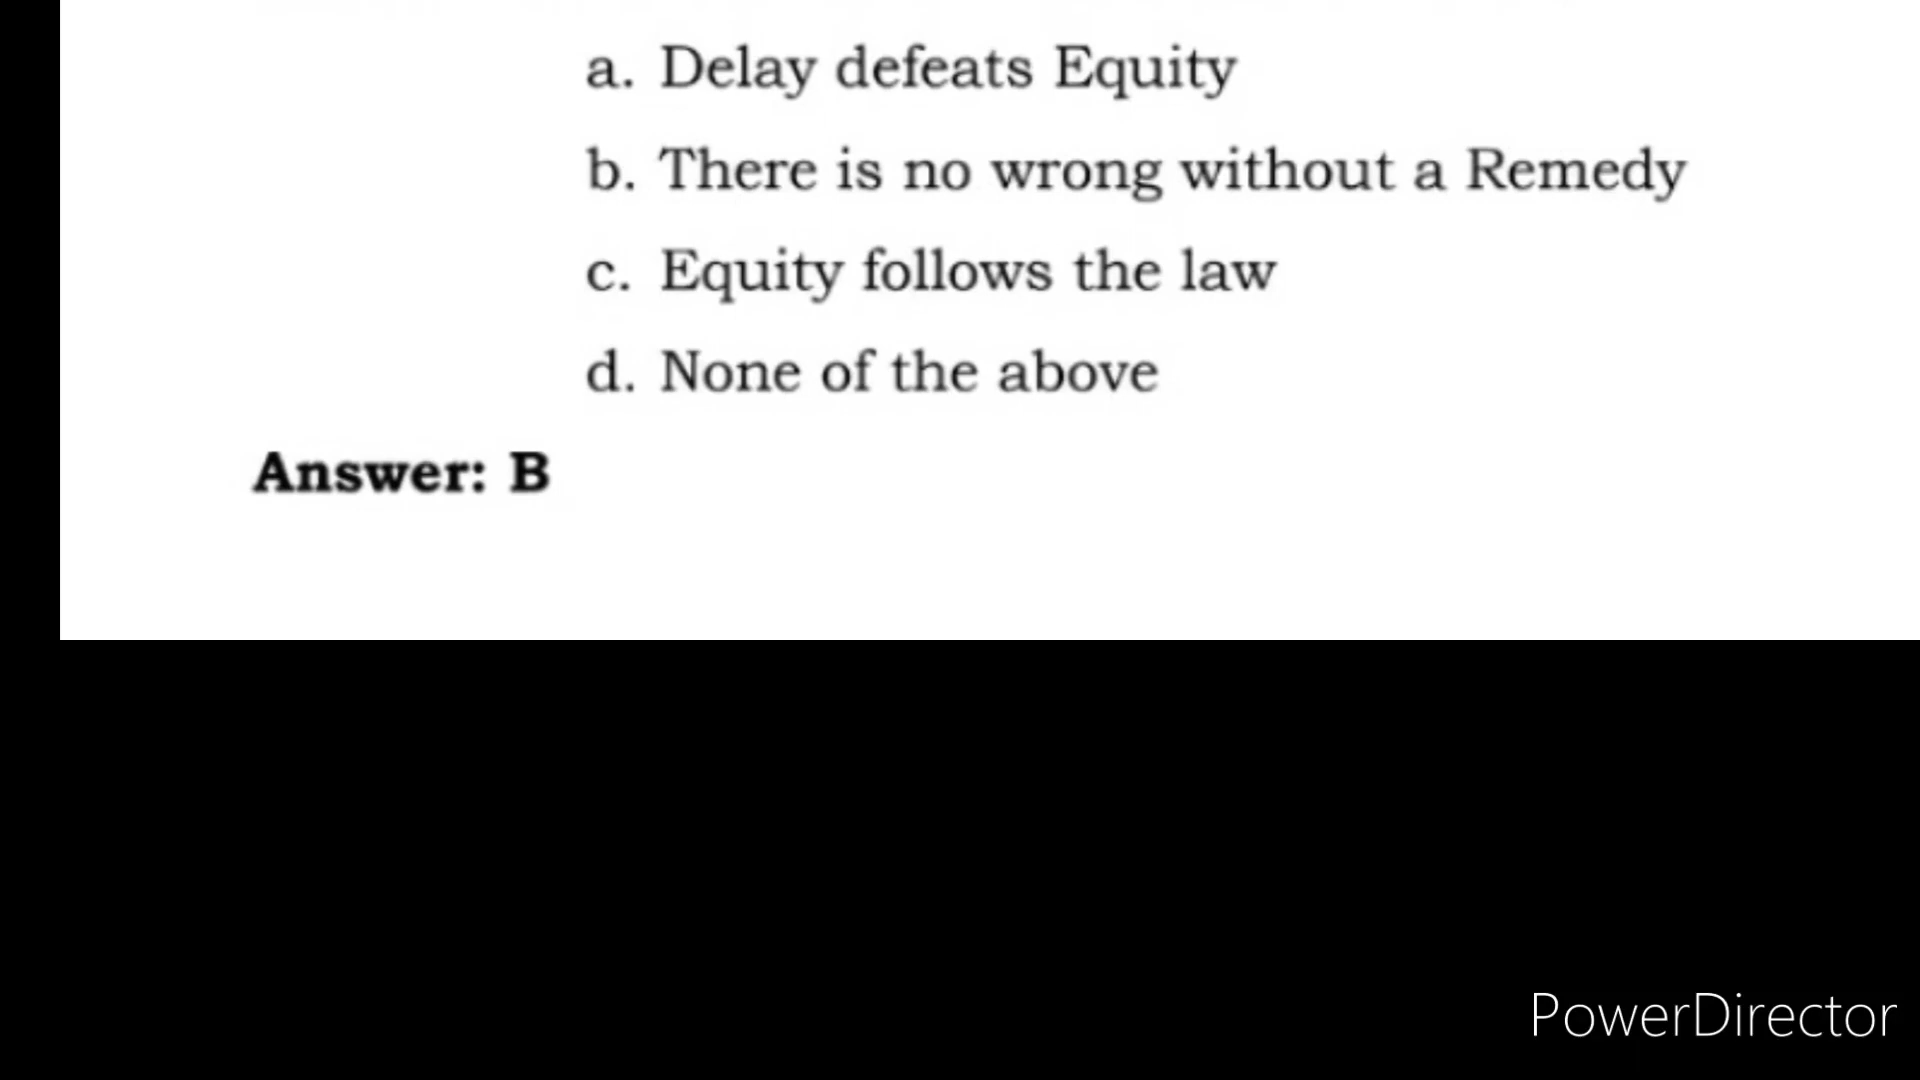 a. Delay defeats Equity
b. There is no wrong without a Remedy
c. Equity follows the law
d. None of the above
Answer: B
PowerDirector